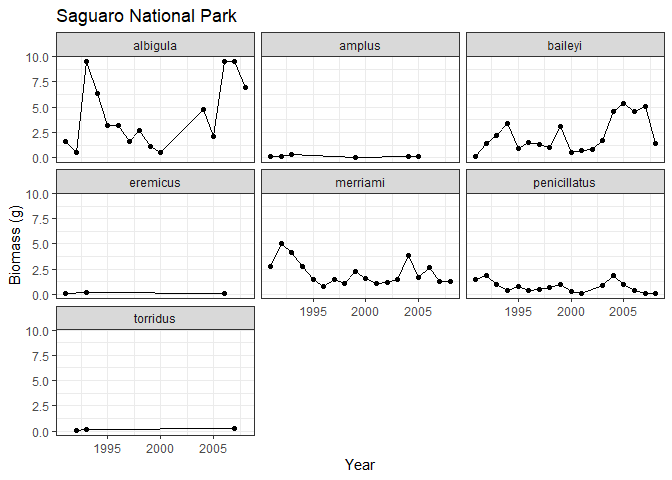 Saguaro National Park
albigula amplus baileyi
10.0
7.5
5.0
2.5
0.0
eremicus merriami penicillatus
10.0
7.5
5.0
2.5
0.0
1995 2000 2005 1995 2000 2005
torridus
10.0
7.5
5.0
2.5
0.0
1995 2000 2005
Biomass (g)
Year